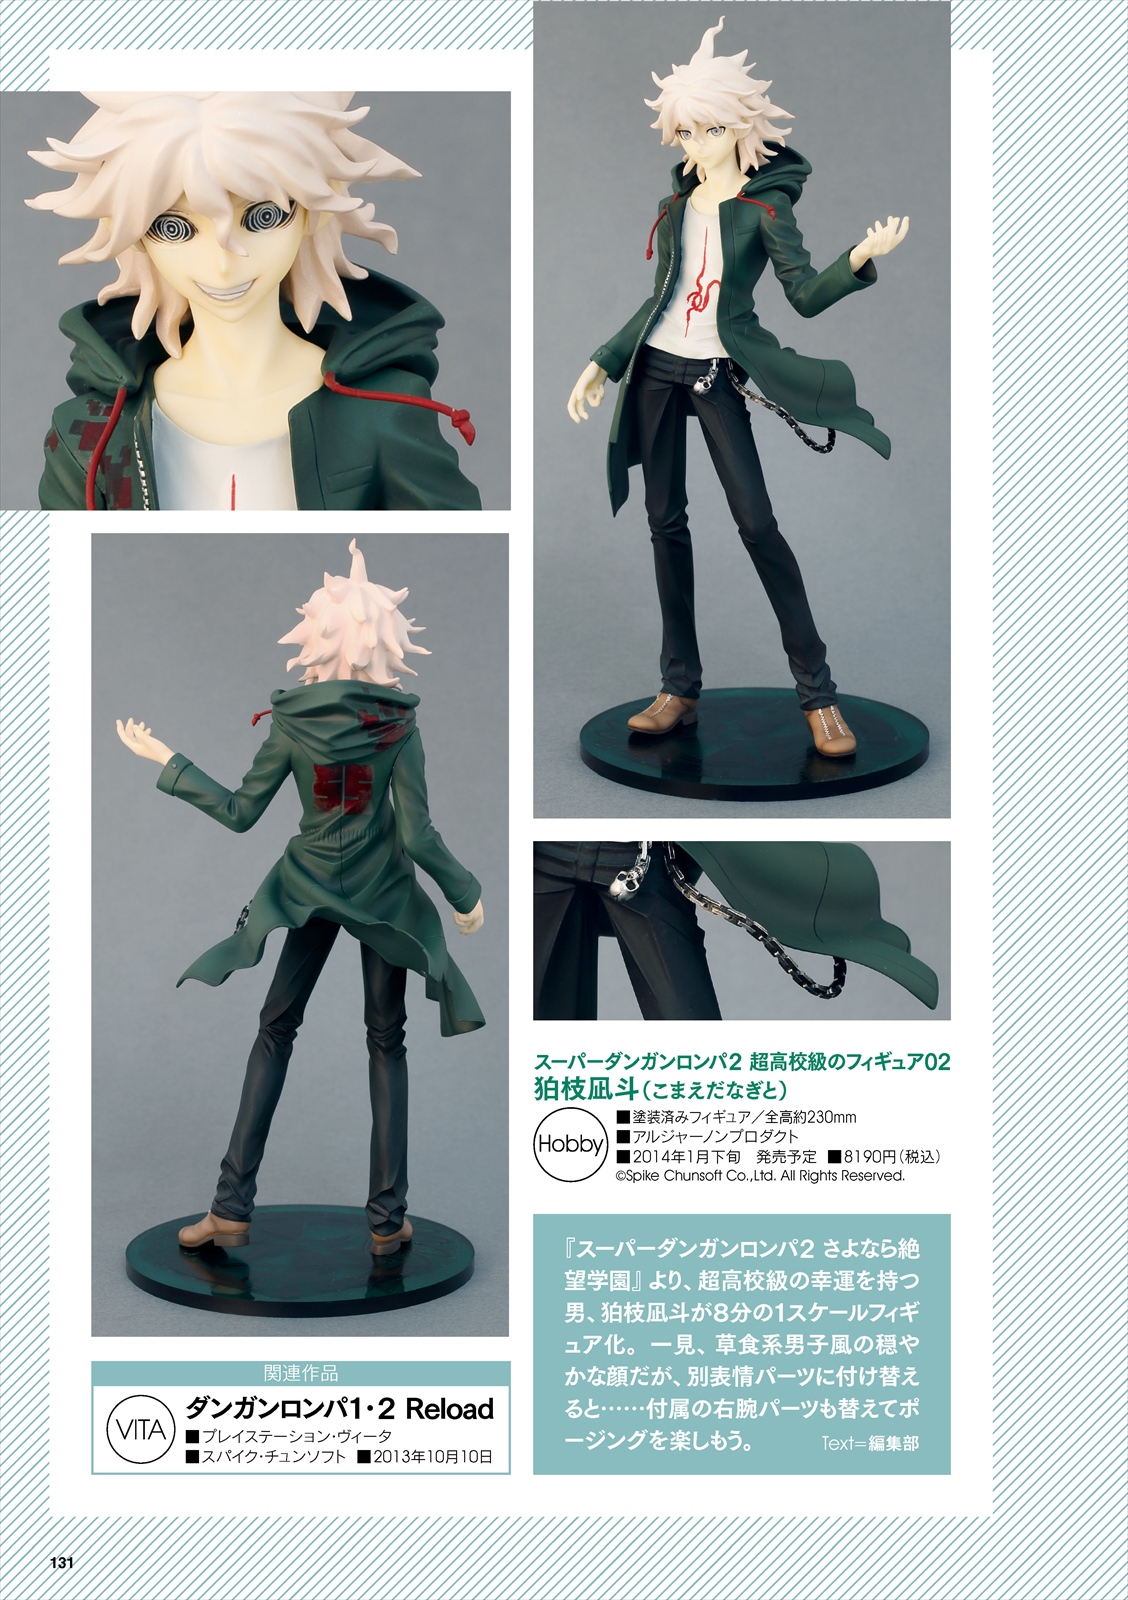 スーパーダンガンロンパ2 超高校級のフィギュア02
狛枝凪斗（こまえだなぎと）
Hobby
■塗装済みフィギュア／全高約230mm
■アルジャーノンプロダクト
■2014年1月下旬　発売予定　■8190円（税込）
©Spike Chunsoft Co.,Ltd. All Rights Reserved.
『スーパーダンガンロンパ2 さよなら絶
望学園』より、超高校級の幸運を持つ
男、狛枝凪斗が8分の1スケールフィギ
ュア化。一見、草食系男子風の穏や
かな顔だが、別表情パーツに付け替え
ると……付属の右腕パーツも替えてポ
ージングを楽しもう。　Text=編集部
関連作品
VITA
ダンガンロンパ1・2 Reload
■プレイステーション・ヴィータ
■スパイク・チュンソフト　■2013年10月10日
131